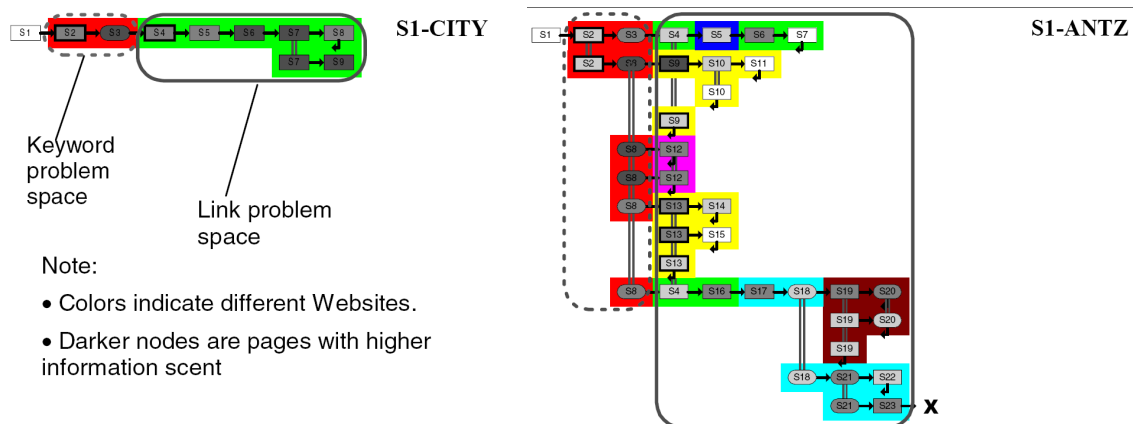 S1-CITY
S1 S2 S3 S4 S5 S6 S7 S8
S7 S9
Keyword
problem
space
Link problem
space
Note:
• Colors indicate different Websites.
• Darker nodes are pages with higher
information scent
S1-ANTZ
S1 S2 S3 S4 S5 S6 S7
S2 S8 S9 S10 S11
S10
S9
S8 S12
S8 S12
S8 S13 S14
S13 S15
S13
S8 S4 S16 S17 S18 S19 S20
S19 S20
S19
S18 S21 S22
S21 S23 X